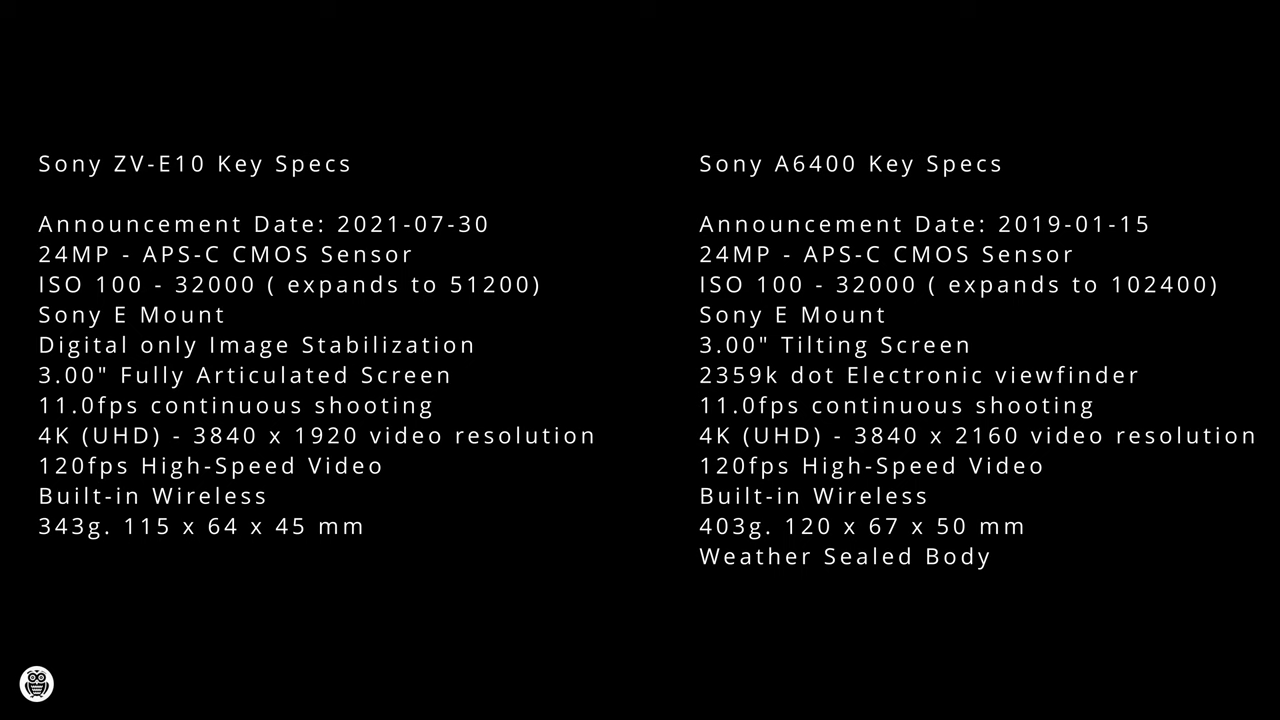 Sony ZV-E10 Key Specs
Announcement Date: 2021-07-30
24MP - APS-C CMOS Sensor
ISO 100 - 32000 ( expands to 51200)
Sony E Mount
Digital only Image Stabilization
3.00" Fully Articulated Screen
11.0fps continuous shooting
4K (UHD) - 3840 x 1920 video resolution
120fps High-Speed Video
Built-in Wireless
343g. 115 x 64 x 45 mm
Sony A6400 Key Specs
Announcement Date: 2019-01-15
24MP - APS-C CMOS Sensor
ISO 100 - 32000 ( expands to 102400)
Sony E Mount
3.00" Tilting Screen
2359k dot Electronic viewfinder
11.0fps continuous shooting
4K (UHD) - 3840 x 2160 video resolution
120fps High-Speed Video
Built-in Wireless
403g. 120 x 67 x 50 mm
Weather Sealed Body